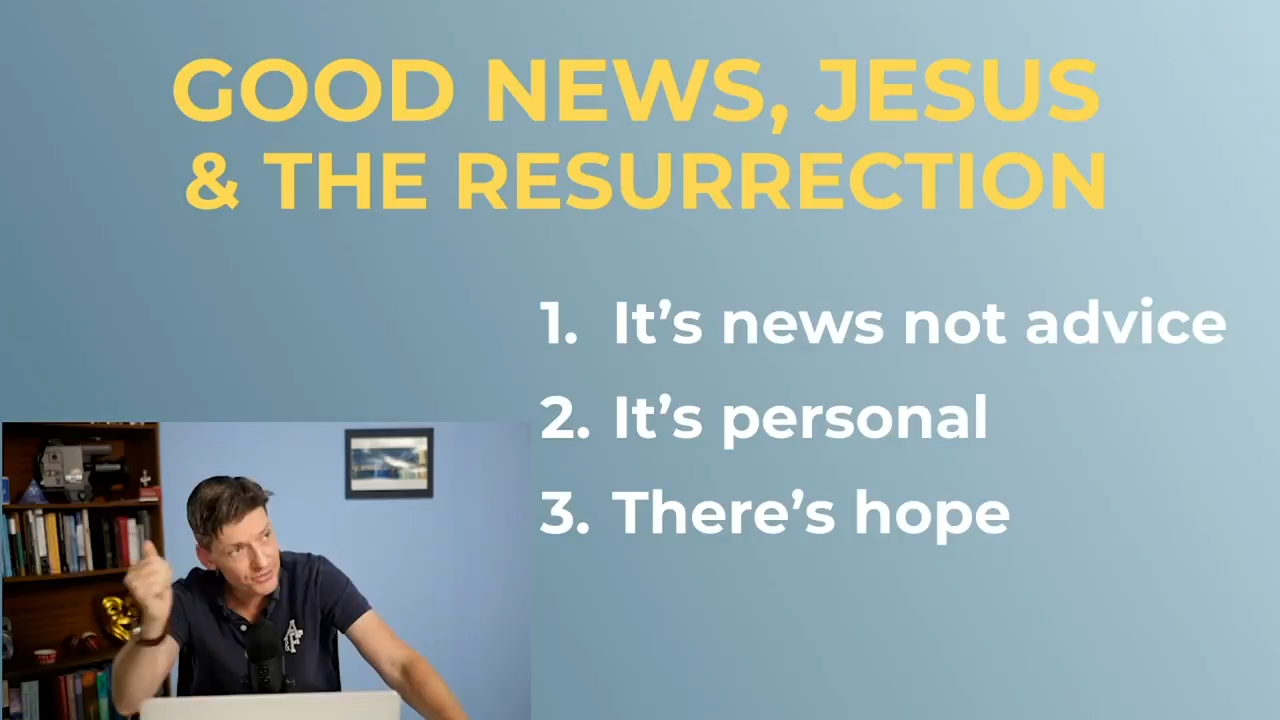 GOOD NEWS, JESUS
& THE RESURRECTION
1. It’s news not advice
2. It’s personal
3. There’s hope